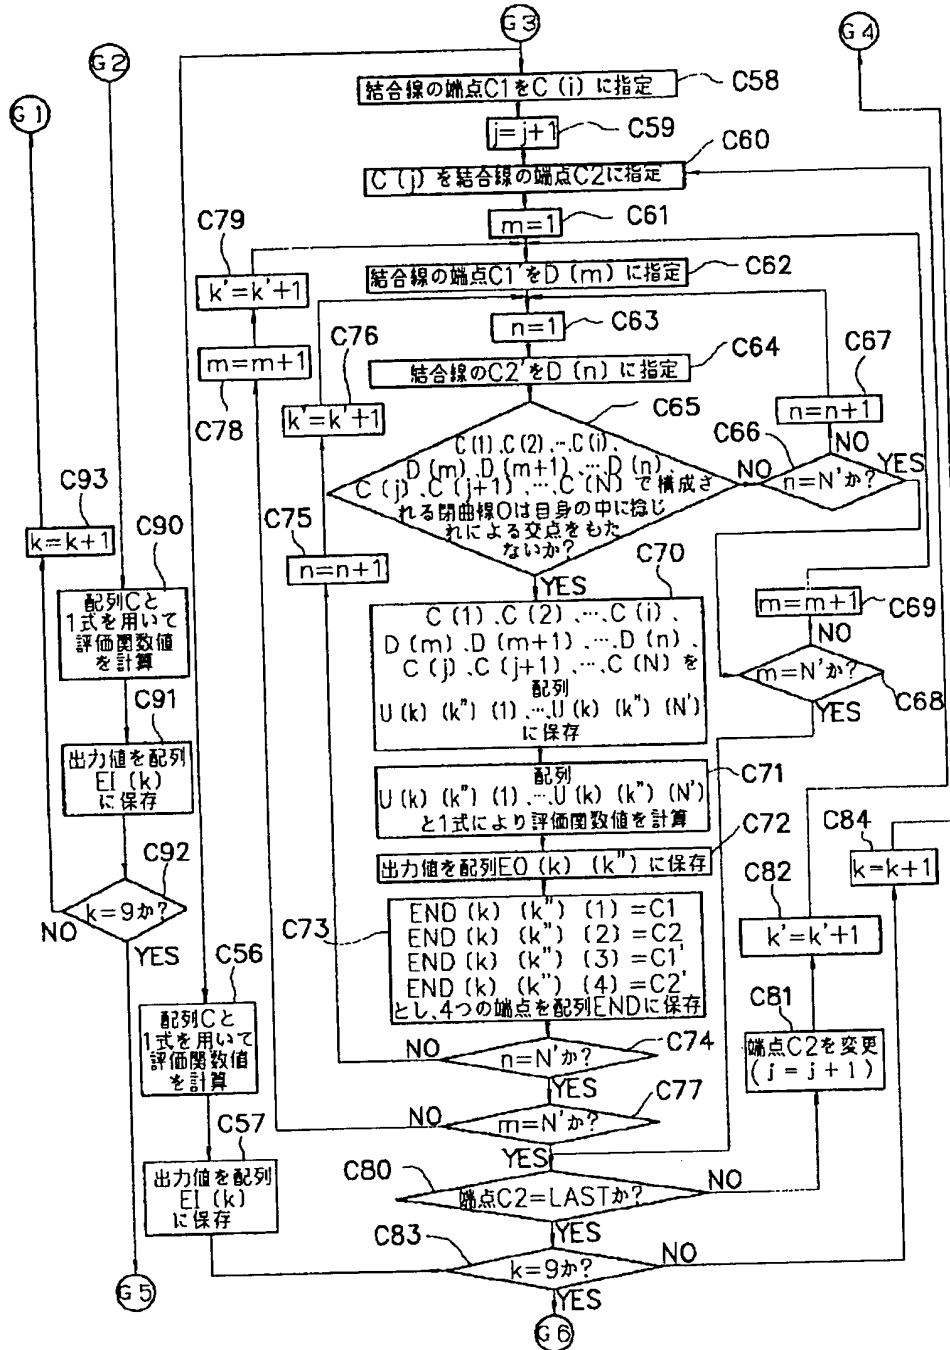 G3
G4
G2
G1
結合線の端点C1をC(i)に指定
C58
j=j+1
C59
C60
C(j)を結合線の端点C2に指定
m=1
C61
C79
k'=k'+1
結合線の端点C1'をD(m)に指定
C62
n=1
C63
C76
C67
m=m+1
C78
結合線のC2'をD(n)に指定
C64
k'=k'+1
n=n+1
C65
C66
C(1)、C(2)、…C(i)、
D(m)、D(m+1)、…D(n)、
C(j)、C(j+1)、…、C(N)で構成さ
れる閉曲線Oは自身の中に捻じ
れによる交点をもた
ないか?
NO
n=N'か?
NO
YES
C93
k=k+1
C90
C75
n=n+1
YES
C70
配列Cと
1式を用いて
評価関数値
を計算
C(1)、C(2)、…C(i)、
D(m)、D(m+1)、…D(n)、
C(j)、C(j+1)、…、C(N)を
配列
U(k)(k")(1)、…、U(k)(k")(N')
に保存
m=m+1
C69
NO
m=N'か?
C68
YES
C91
出力値を配列
EI(k)
に保存
配列
U(k)(k")(1)、…、U(k)(k")(N')
と1式により評価関数値を計算
C71
C72
C84
k=k+1
C92
出力値を配列EO(k)(k")に保存
C82
k=9か?
NO
YES
C73
END(k)(k")(1)=C1
END(k)(k")(2)=C2
END(k)(k")(3)=C1'
END(k)(k")(4)=C2'
とし、4つの端点を配列ENDに保存
k'=k'+1
C56
C81
配列Cと
1式を用いて
評価関数値
を計算
NO
n=N'か?
C74
YES
端点C2を変更
(j=j+1)
C57
NO
m=N'か?
C77
YES
出力値を配列
EI(k)
に保存
C80
端点C2=LASTか?
NO
YES
C83
k=9か?
NO
YES
G5
G6